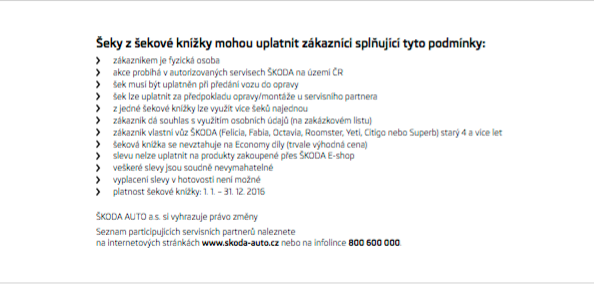 Šeky z šekové knížky mohou uplatnit zákazníci splňující tyto podmínky:
› zákazníkem je fyzická osoba
› akce probíhá v autorizovaných servisech ŠKODA na území ČR
› šek musí být uplatněn při předání vozu do opravy
› šek lze uplatnit za předpokladu opravy/montáže u servisního partnera
› z jedné šekové knížky lze využít více šeků najednou
› zákazník dá souhlas s využitím osobních údajů (na zakázkovém listu)
› zákazník vlastní vůz ŠKODA (Felicia, Fabia, Octavia, Roomster, Yeti, Citigo nebo Superb) starý 4 a více let
› šeková knížka se nevztahuje na Economy díly (trvale výhodná cena)
› slevu nelze uplatnit na produkty zakoupené přes ŠKODA E-shop
› veškeré slevy jsou soudně nevymahatelné
› vyplacení slevy v hotovosti není možné
› platnost šekové knížky: 1. 1. – 31. 12. 2016
ŠKODA AUTO a.s. si vyhrazuje právo změny
Seznam participujících servisních partnerů naleznete
na internetových stránkách www.skoda-auto.cz nebo na infolince 800 600 000.